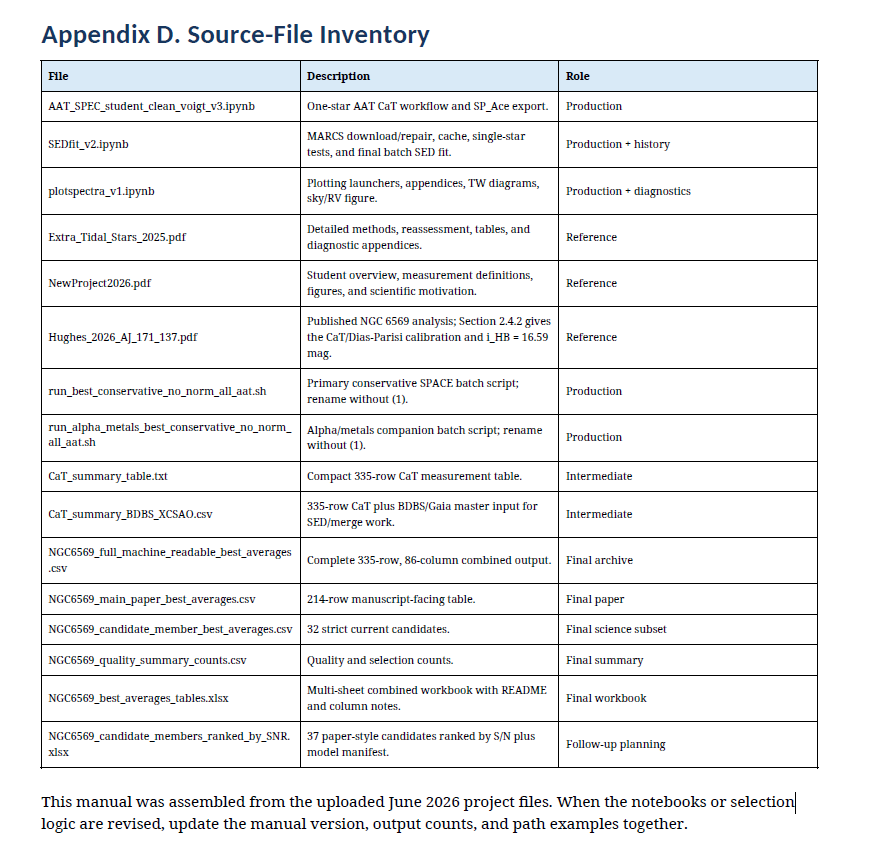 Appendix D. Source-File Inventory
File Description Role
AAT_SPEC_student_clean_voigt_v3.ipynb One-star AAT CaT workflow and SP_Ace export. Production
SEDfit_v2.ipynb MARCS download/repair, cache, single-star tests, and final batch SED fit. Production + history
plotspectra_v1.ipynb Plotting launchers, appendices, TW diagrams, sky/RV figure. Production + diagnostics
Extra_Tidal_Stars_2025.pdf Detailed methods, reassessment, tables, and diagnostic appendices. Reference
NewProject2026.pdf Student overview, measurement definitions, figures, and scientific motivation. Reference
Hughes_2026_AJ_171_137.pdf Published NGC 6569 analysis; Section 2.4.2 gives the CaT/Dias-Parisi calibration and i_HB = 16.59 mag. Reference
run_best_conservative_no_norm_all_aat.sh Primary conservative SPACE batch script; rename without (1). Production
run_alpha_metals_best_conservative_no_norm_all_aat.sh Alpha/metals companion batch script; rename without (1). Production
CaT_summary_table.txt Compact 335-row CaT measurement table. Intermediate
CaT_summary_BDBS_XCSAO.csv 335-row CaT plus BDBS/Gaia master input for SED/merge work. Intermediate
NGC6569_full_machine_readable_best_averages.csv Complete 335-row, 86-column combined output. Final archive
NGC6569_main_paper_best_averages.csv 214-row manuscript-facing table. Final paper
NGC6569_candidate_member_best_averages.csv 32 strict current candidates. Final science subset
NGC6569_quality_summary_counts.csv Quality and selection counts. Final summary
NGC6569_best_averages_tables.xlsx Multi-sheet combined workbook with README and column notes. Final workbook
NGC6569_candidate_members_ranked_by_SNR.xlsx 37 paper-style candidates ranked by S/N plus model manifest. Follow-up planning
This manual was assembled from the uploaded June 2026 project files. When the notebooks or selection
logic are revised, update the manual version, output counts, and path examples together.